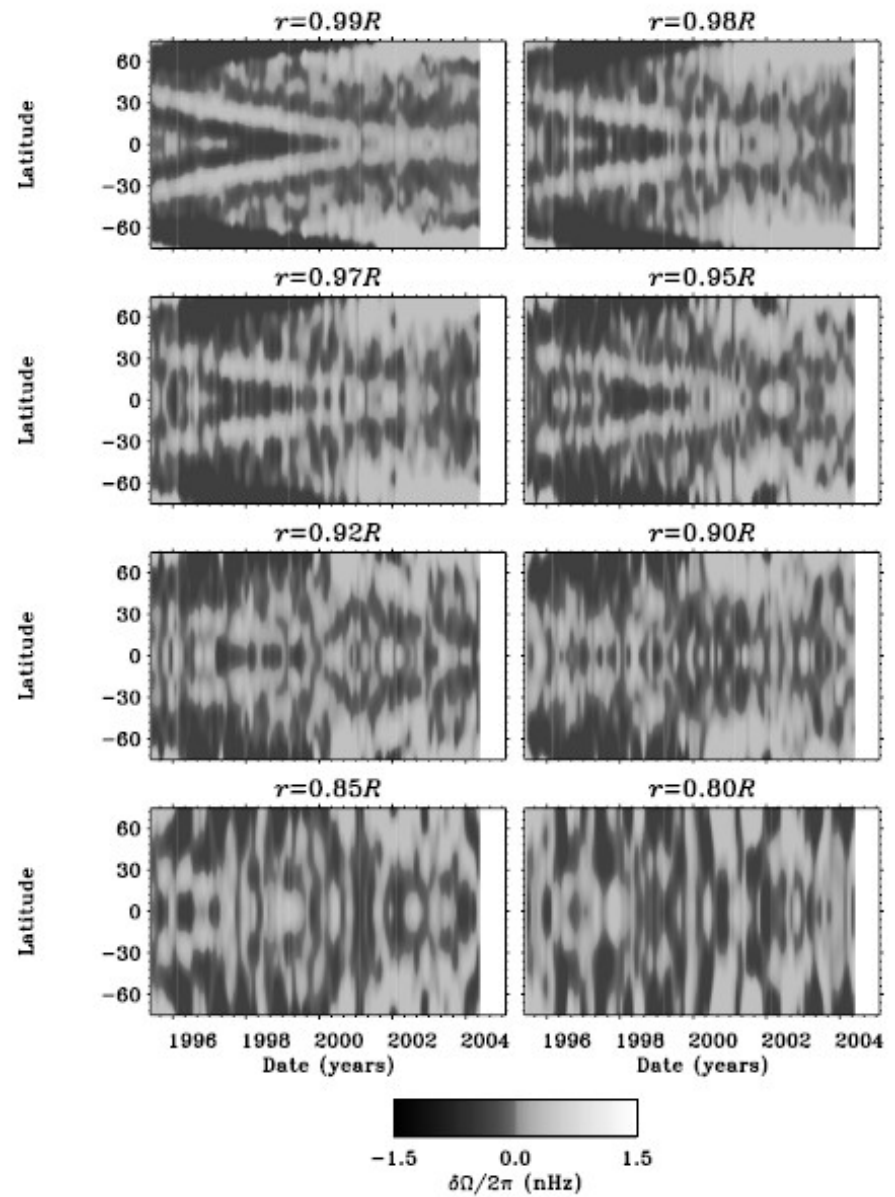 r=0.99R r=0.98R
Latitude 60 30 0 −30 −60
r=0.97R r=0.95R
Latitude 60 30 0 −30 −60
r=0.92R r=0.90R
Latitude 60 30 0 −30 −60
r=0.85R r=0.80R
Latitude 60 30 0 −30 −60
1996 1998 2000 2002 2004 1996 1998 2000 2002 2004
Date (years) Date (years)
−1.5 0.0 1.5
δΩ/2π (nHz)